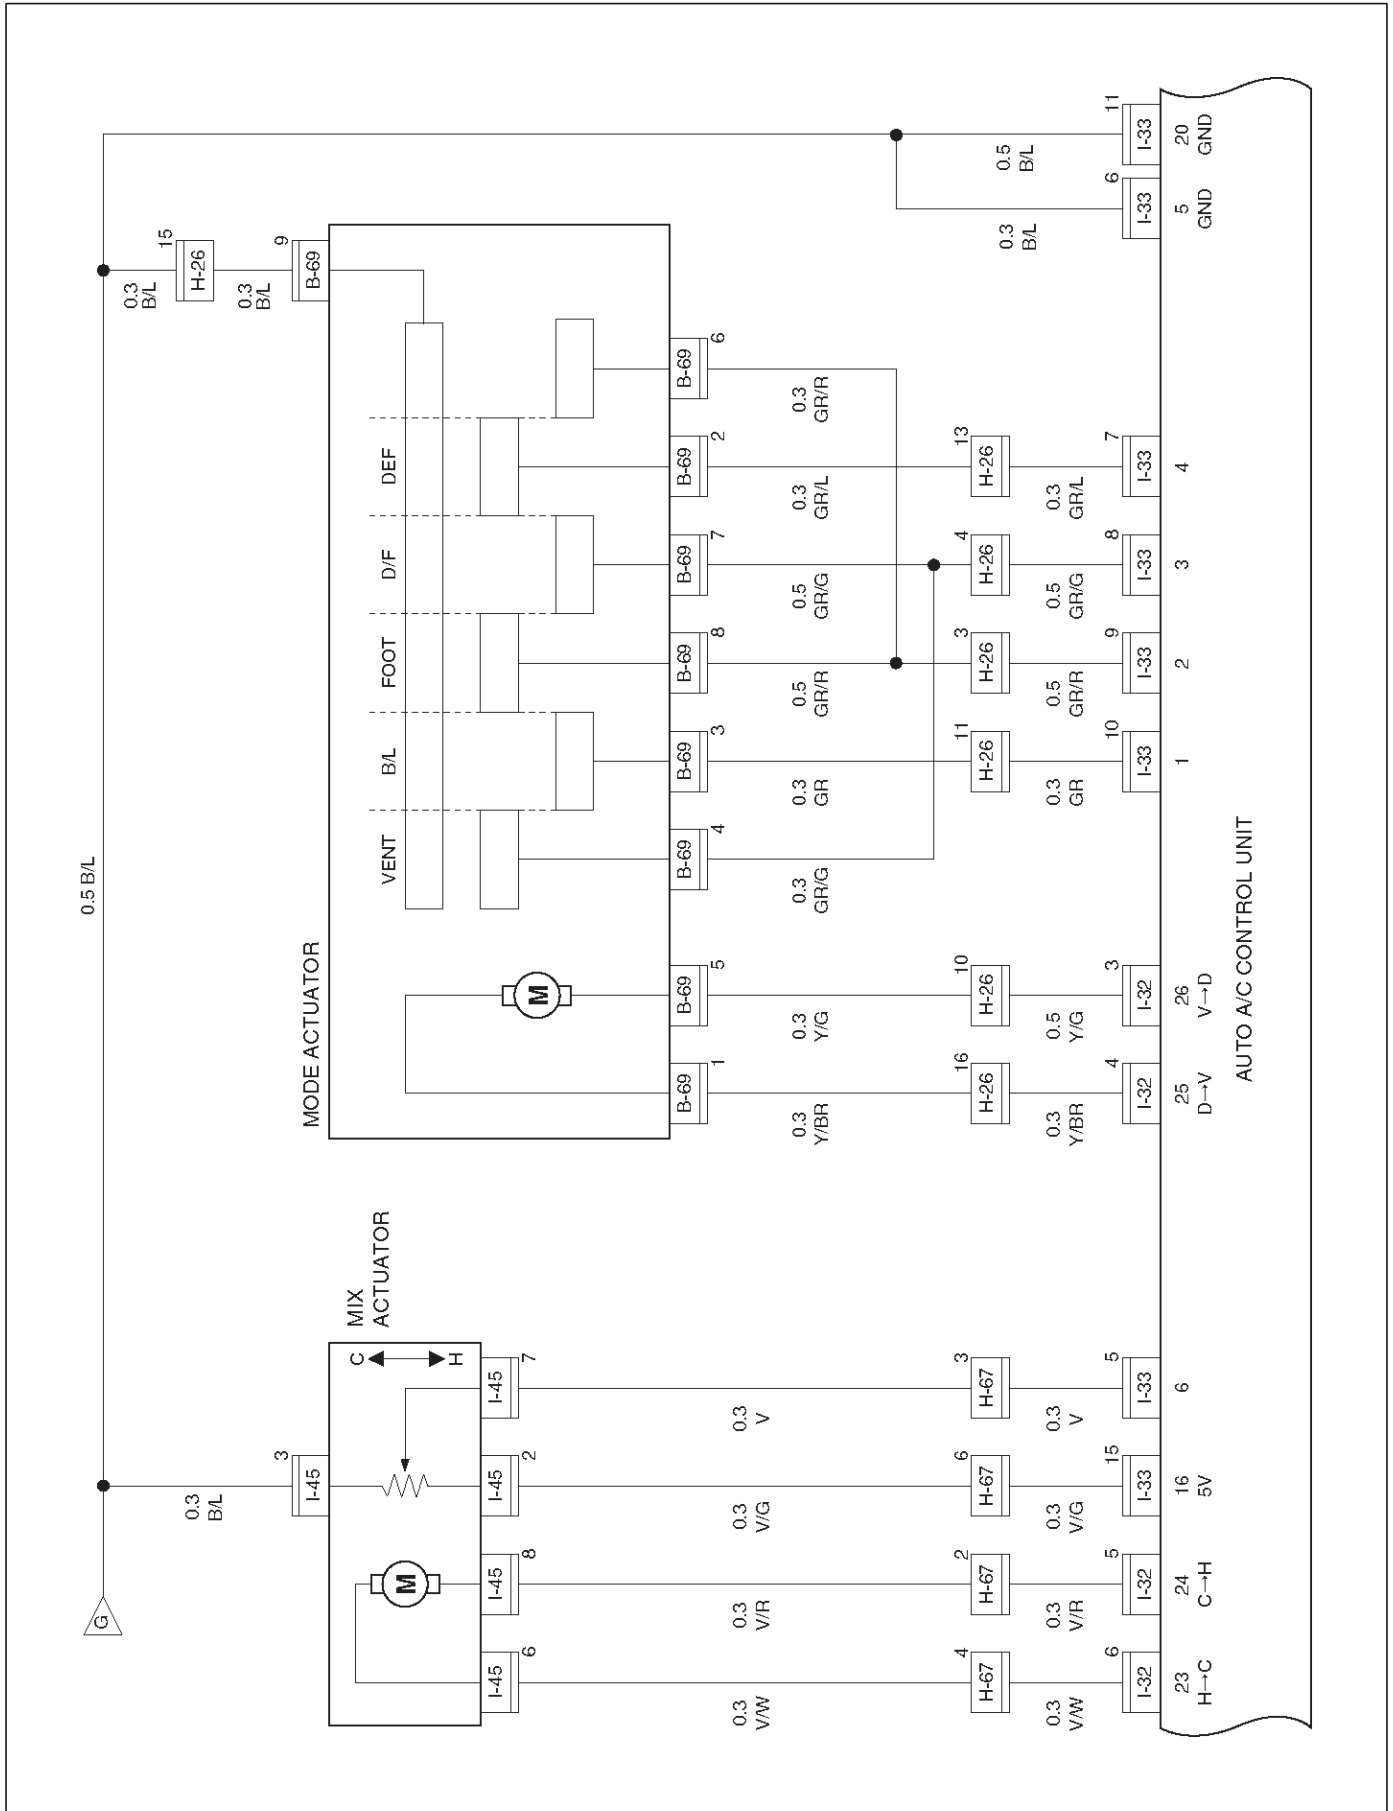 0.5 B/L
G
0.3
B/L
3
I-45
MIX
ACTUATOR
C
H
M
I-45
6
I-45
8
I-45
2
I-45
7
0.3
V/W
0.3
V/R
0.3
V/G
0.3
V
4
H-67
2
H-67
6
H-67
3
H-67
0.3
V/W
0.3
V/R
0.3
V/G
0.3
V
6
I-32
5
I-32
15
I-33
5
I-33
23
H→C
24
C→H
16
5V
6
MODE ACTUATOR
0.3
B/L
15
H-26
0.3
B/L
9
B-69
VENT
B/L
FOOT
D/F
DEF
M
B-69
1
B-69
5
B-69
4
B-69
3
B-69
8
B-69
7
B-69
2
B-69
6
0.3
Y/BR
0.3
Y/G
0.3
GR/G
0.3
GR
0.5
GR/R
0.5
GR/G
0.3
GR/L
0.3
GR/R
16
H-26
10
H-26
11
H-26
3
H-26
4
H-26
13
H-26
0.3
Y/BR
0.5
Y/G
0.3
GR
0.5
GR/R
0.5
GR/G
0.3
GR/L
0.3
B/L
0.5
B/L
4
I-32
3
I-32
10
I-33
9
I-33
8
I-33
7
I-33
6
I-33
11
I-33
25
D→V
26
V→D
1
2
3
4
5
GND
20
GND
AUTO A/C CONTROL UNIT